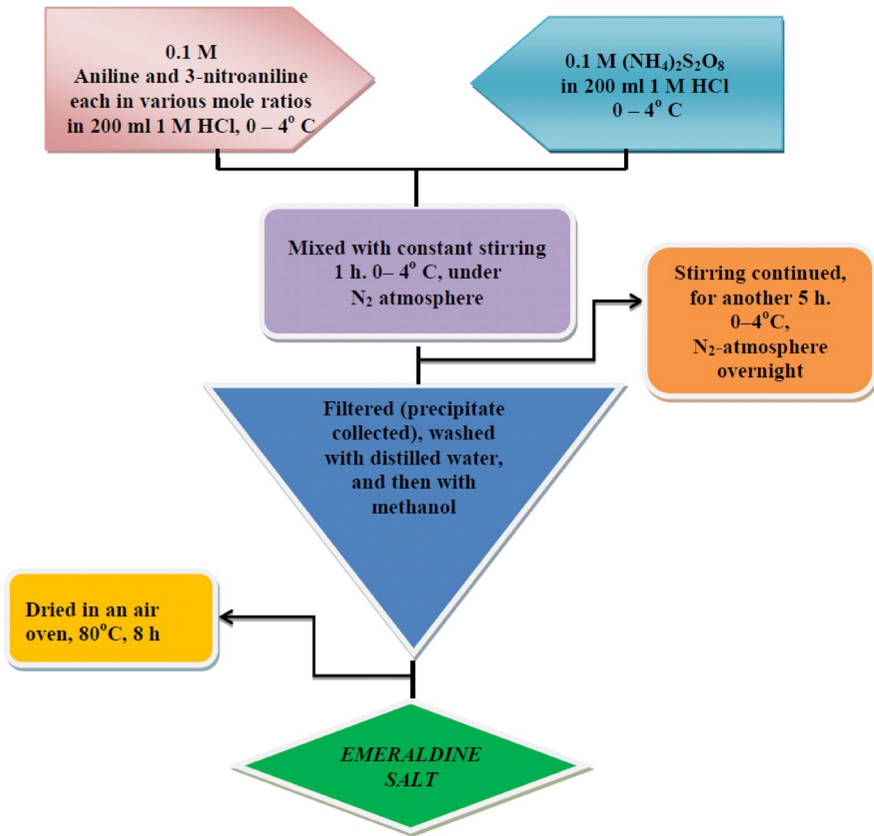 0.1 M
Aniline and 3-nitroaniline
each in various mole ratios
in 200 ml 1 M HCl, 0 – 4° C
0.1 M (NH₄)₂S₂O₈
in 200 ml 1 M HCl
0 – 4° C
Mixed with constant stirring
1 h. 0– 4° C, under
N₂ atmosphere
Stirring continued,
for another 5 h.
0–4°C,
N₂-atmosphere
overnight
Filtered (precipitate
collected), washed
with distilled water,
and then with
methanol
Dried in an air
oven, 80°C, 8 h
EMERALDINE
SALT